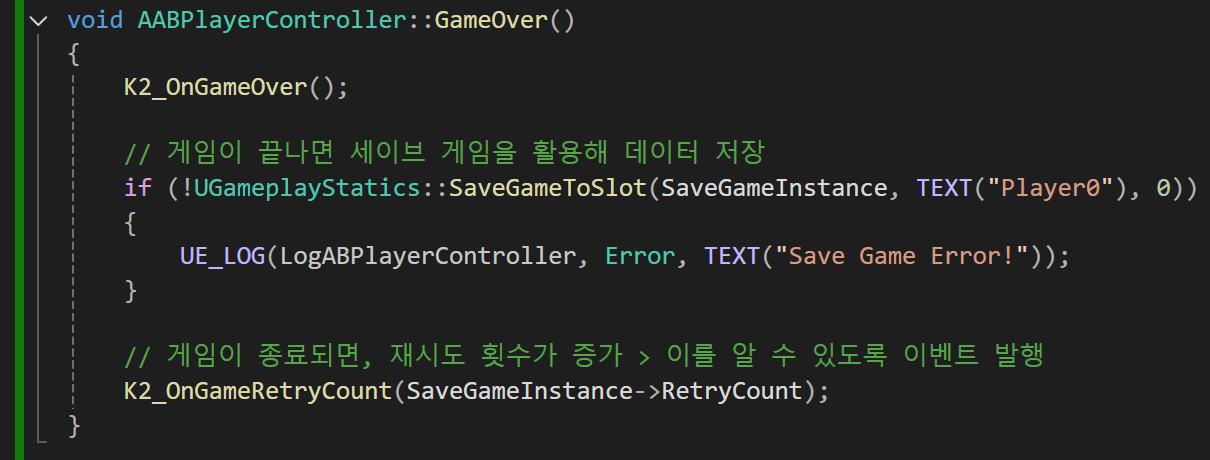 void AABPlayerController::GameOver()
{
    K2_OnGameOver();

    // 게임이 끝나면 세이브 게임을 활용해 데이터 저장
    if (!UGameplayStatics::SaveGameToSlot(SaveGameInstance, TEXT("Player0"), 0))
    {
        UE_LOG(LogABPlayerController, Error, TEXT("Save Game Error!"));
    }

    // 게임이 종료되면, 재시도 횟수가 증가 > 이를 알 수 있도록 이벤트 발행
    K2_OnGameRetryCount(SaveGameInstance->RetryCount);
}